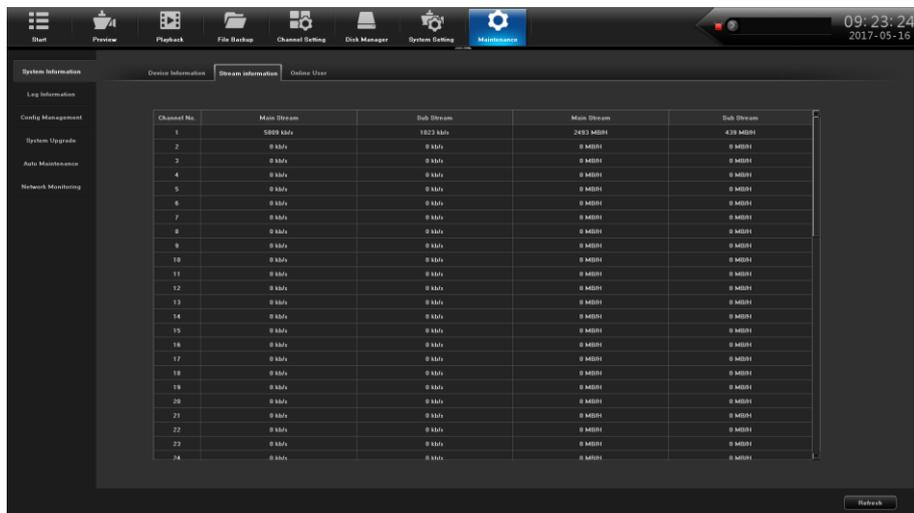 Start Preview Playback File Backup Channel Setting Disk Manager System Setting Maintenance
09: 23: 24
2017-05-16
System Information
Log Information
Config Management
System Upgrade
Auto Maintenance
Network Monitoring
Device Information Stream information Online User
Channel No. Main Stream Sub Stream Main Stream Sub Stream
1 5809 kb/s 1023 kb/s 2493 MB/H 439 MB/H
2 0 kb/s 0 kb/s 0 MB/H 0 MB/H
3 0 kb/s 0 kb/s 0 MB/H 0 MB/H
4 0 kb/s 0 kb/s 0 MB/H 0 MB/H
5 0 kb/s 0 kb/s 0 MB/H 0 MB/H
6 0 kb/s 0 kb/s 0 MB/H 0 MB/H
7 0 kb/s 0 kb/s 0 MB/H 0 MB/H
8 0 kb/s 0 kb/s 0 MB/H 0 MB/H
9 0 kb/s 0 kb/s 0 MB/H 0 MB/H
10 0 kb/s 0 kb/s 0 MB/H 0 MB/H
11 0 kb/s 0 kb/s 0 MB/H 0 MB/H
12 0 kb/s 0 kb/s 0 MB/H 0 MB/H
13 0 kb/s 0 kb/s 0 MB/H 0 MB/H
14 0 kb/s 0 kb/s 0 MB/H 0 MB/H
15 0 kb/s 0 kb/s 0 MB/H 0 MB/H
16 0 kb/s 0 kb/s 0 MB/H 0 MB/H
17 0 kb/s 0 kb/s 0 MB/H 0 MB/H
18 0 kb/s 0 kb/s 0 MB/H 0 MB/H
19 0 kb/s 0 kb/s 0 MB/H 0 MB/H
20 0 kb/s 0 kb/s 0 MB/H 0 MB/H
21 0 kb/s 0 kb/s 0 MB/H 0 MB/H
22 0 kb/s 0 kb/s 0 MB/H 0 MB/H
23 0 kb/s 0 kb/s 0 MB/H 0 MB/H
24 0 kb/s 0 kb/s 0 MB/H 0 MB/H
Refresh